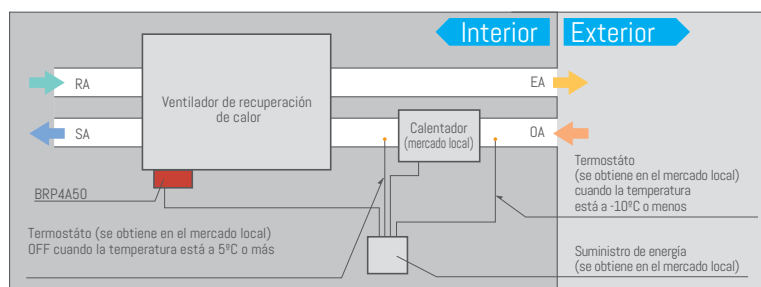 Interior
Exterior
RA
Ventilador de recuperación
de calor
EA
SA
Calentador
(mercado local)
OA
BRP4A50
Termostáto
(se obtiene en el mercado local)
cuando la temperatura
está a -10ºC o menos
Termostáto (se obtiene en el mercado local)
OFF cuando la temperatura está a 5ºC o más
Suministro de energía
(se obtiene en el mercado local)